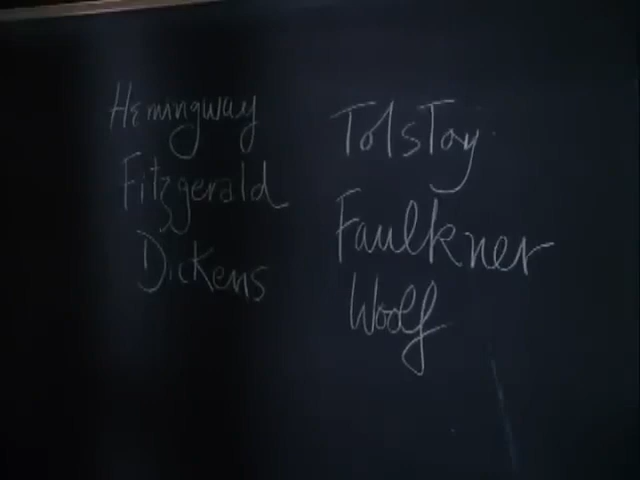 Hemingway
Fitzgerald
Dickens
Tolstoy
Faulkner
Woolf